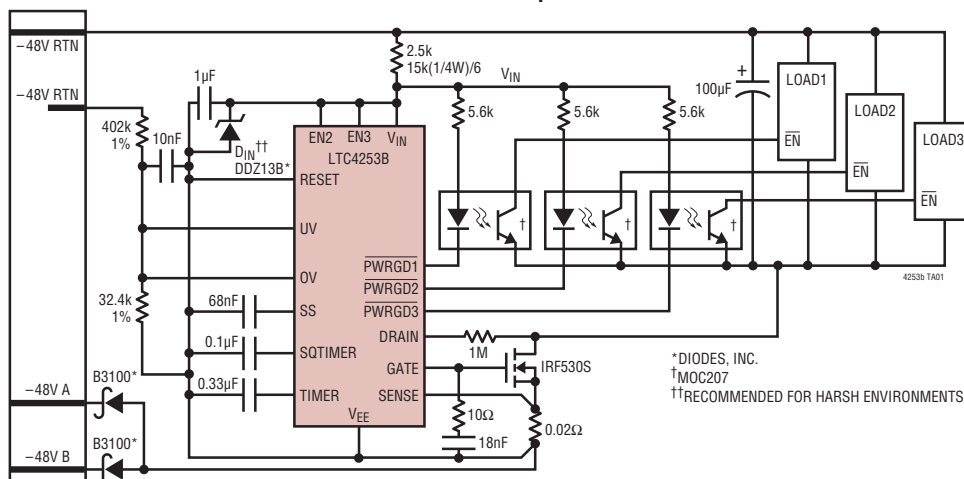 −48V RTN
−48V RTN
402k
1%
10nF
1µF
D_IN††
DDZ13B*
2.5k
15k(1/4W)/6
V_IN
5.6k
5.6k
5.6k
100µF
+
LOAD1
EN
LOAD2
EN
LOAD3
EN
EN2
EN3
V_IN
LTC4253B
RESET
UV
OV
SS
SQTIMER
TIMER
V_EE
PWRGD1
PWRGD2
PWRGD3
DRAIN
GATE
SENSE
†
†
†
4253b TA01
32.4k
1%
68nF
0.1µF
0.33µF
1M
IRF530S
10Ω
18nF
0.02Ω
−48V A
B3100*
−48V B
B3100*
*DIODES, INC.
†MOC207
††RECOMMENDED FOR HARSH ENVIRONMENTS